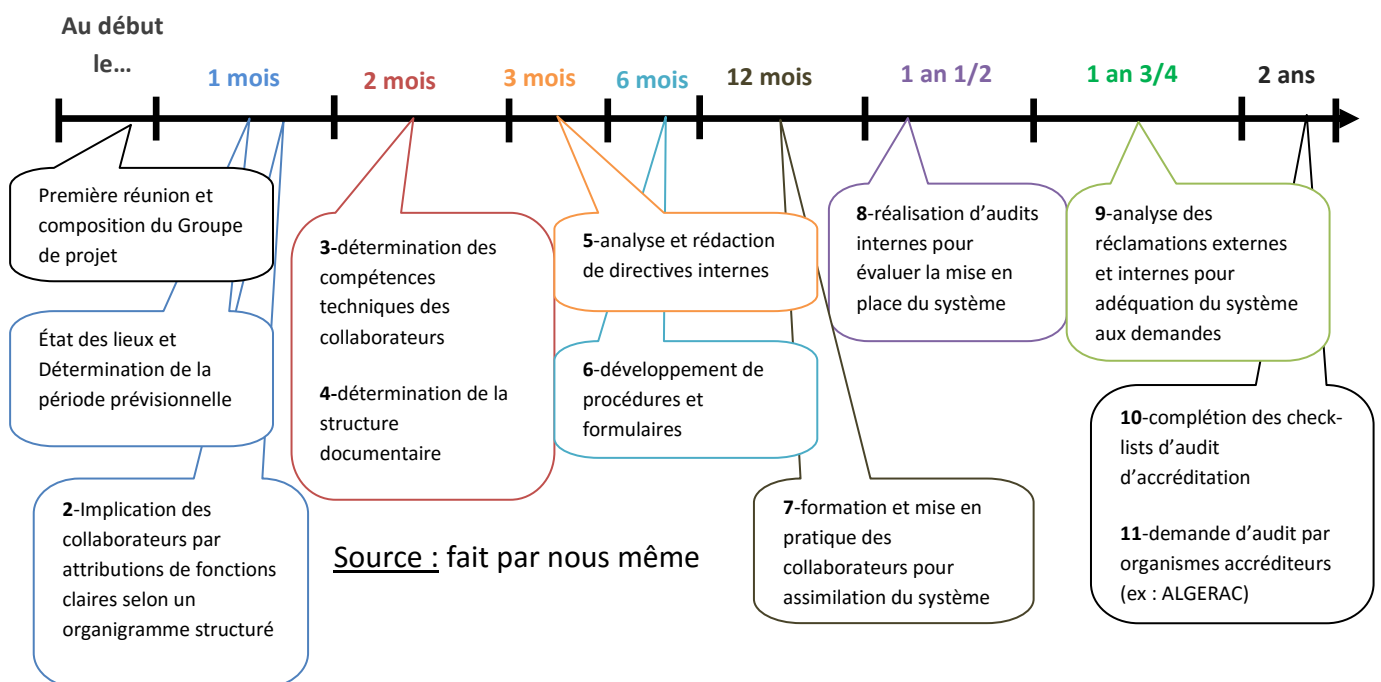 Au début
le…
1 mois
2 mois
3 mois
6 mois
12 mois
1 an 1/2
1 an 3/4
2 ans
Première réunion et
composition du Groupe
de projet
État des lieux et
Détermination de la
période prévisionnelle
2-Implication des
collaborateurs par
attributions de fonctions
claires selon un
organigramme structuré
3-détermination des
compétences
techniques des
collaborateurs
4-détermination de la
structure
documentaire
5-analyse et rédaction
de directives internes
6-développement de
procédures et
formulaires
7-formation et mise en
pratique des
collaborateurs pour
assimilation du système
8-réalisation d’audits
internes pour
évaluer la mise en
place du système
9-analyse des
réclamations externes
et internes pour
adéquation du système
aux demandes
10-complétion des check-
lists d’audit
d’accréditation
11-demande d’audit par
organismes accréditeurs
(ex : ALGERAC)
Source : fait par nous même